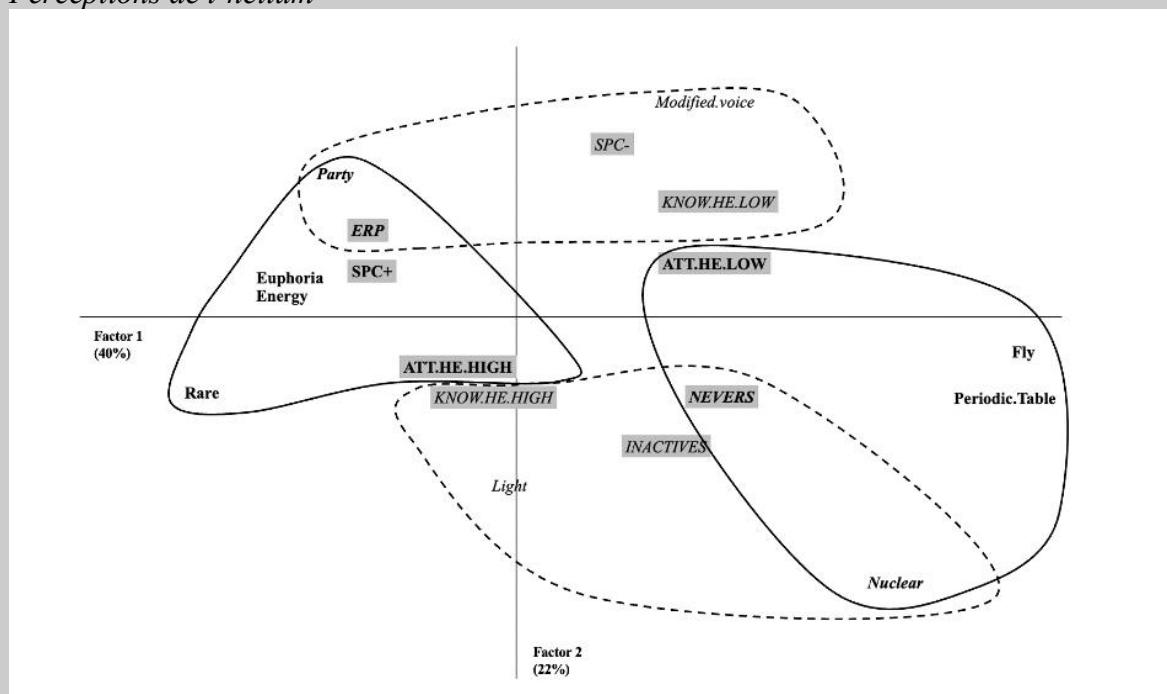 Perceptions de l'hélium
Modified.voice
SPC-
Party
KNOW.HE.LOW
ERP
ATT.HE.LOW
SPC+
Euphoria
Energy
Factor 1
(40%)
Fly
ATT.HE.HIGH
Rare
KNOW.HE.HIGH
NEVERS
Periodic.Table
INACTIVES
Light
Nuclear
Factor 2
(22%)